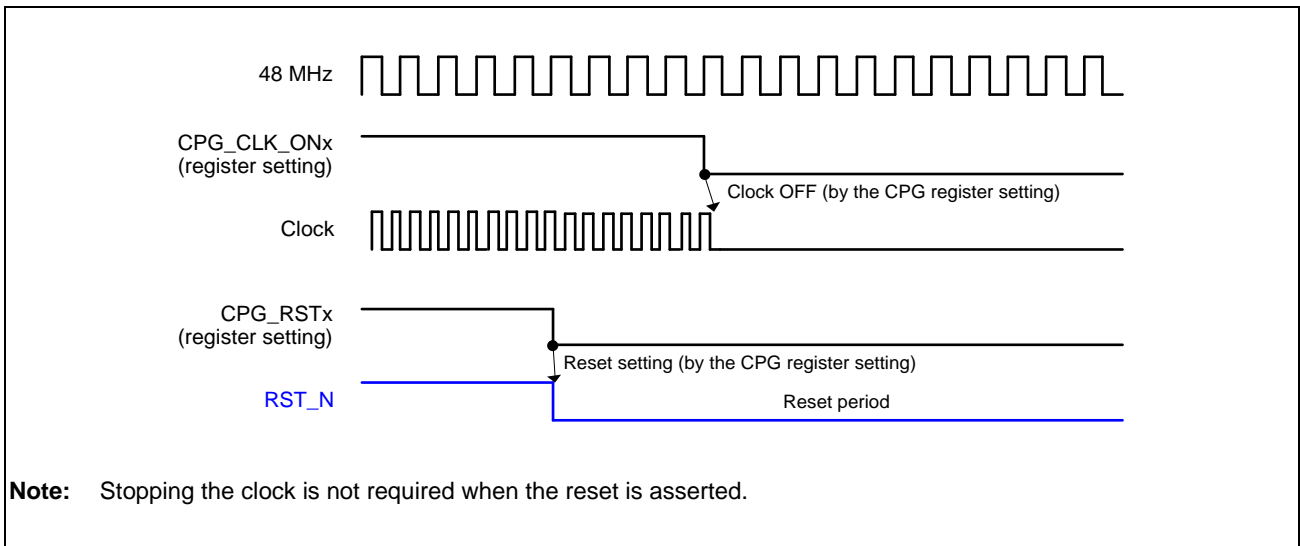 48 MHz
CPG_CLK_ONx
(register setting)
Clock OFF (by the CPG register setting)
Clock
CPG_RSTx
(register setting)
Reset setting (by the CPG register setting)
RST_N
Reset period
Note: Stopping the clock is not required when the reset is asserted.